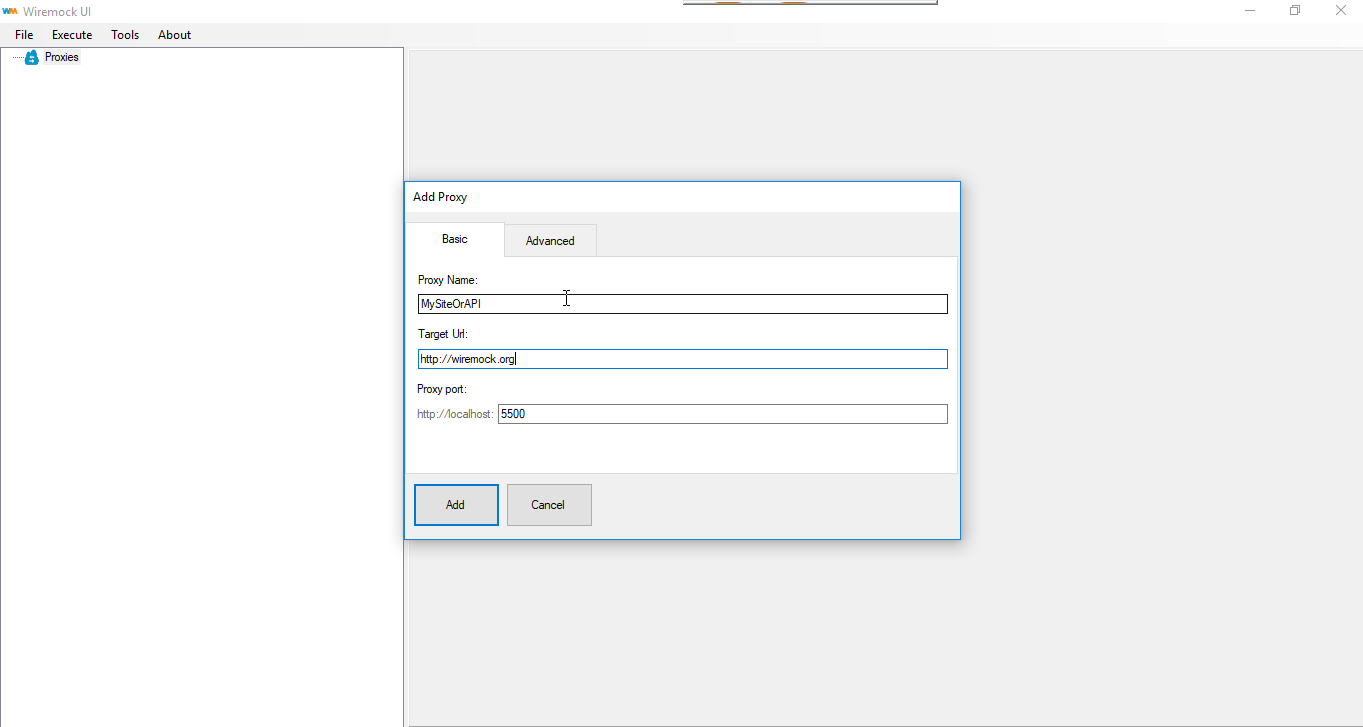 WM Wiremock UI
File Execute Tools About
Proxies
Add Proxy
Basic Advanced
Proxy Name:
MySiteOrAPI
Target Url:
http://wiremock.org
Proxy port:
http://localhost: 5500
Add Cancel